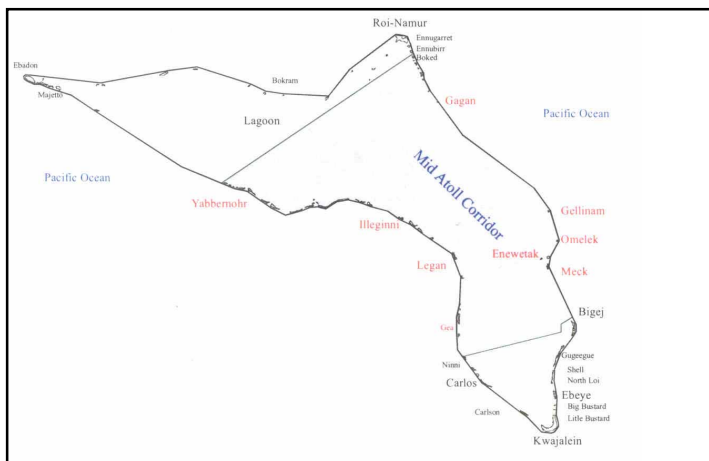 Roi-Namur
Ennugarret
Ennubirr
Boked
Ebadon
Majetto
Bokram
Gagan
Lagoon
Pacific Ocean
Pacific Ocean
Mid Atoll Corridor
Yabbernohr
Illeginni
Gellinam
Omelek
Enewetak
Legan
Meck
Bigej
Gea
Ninni
Gugeegue
Shell
North Loi
Carlos
Ebeye
Big Bustard
Carlson
Litle Bustard
Kwajalein